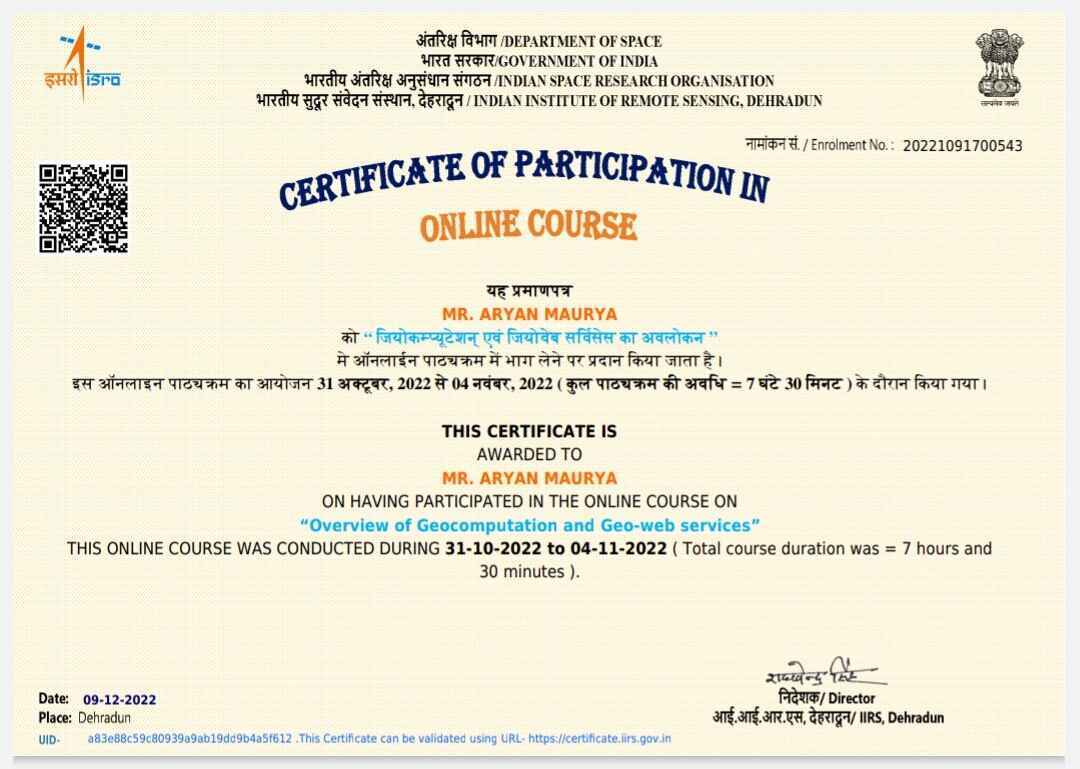 इसरो isro
अंतरिक्ष विभाग /DEPARTMENT OF SPACE
भारत सरकार/GOVERNMENT OF INDIA
भारतीय अंतरिक्ष अनुसंधान संगठन /INDIAN SPACE RESEARCH ORGANISATION
भारतीय सुदूर संवेदन संस्थान, देहरादून / INDIAN INSTITUTE OF REMOTE SENSING, DEHRADUN
सत्यमेव जयते
नामांकन सं. / Enrolment No. : 20221091700543
CERTIFICATE OF PARTICIPATION IN
ONLINE COURSE
यह प्रमाणपत्र
MR. ARYAN MAURYA
को “ जियोकम्प्यूटेशन् एवं जियोवेब सर्विसेस का अवलोकन ”
मे ऑनलाईन पाठ्यक्रम में भाग लेने पर प्रदान किया जाता है।
इस ऑनलाइन पाठ्यक्रम का आयोजन 31 अक्टूबर, 2022 से 04 नवंबर, 2022 ( कुल पाठ्यक्रम की अवधि = 7 घंटे 30 मिनट ) के दौरान किया गया।
THIS CERTIFICATE IS
AWARDED TO
MR. ARYAN MAURYA
ON HAVING PARTICIPATED IN THE ONLINE COURSE ON
“Overview of Geocomputation and Geo-web services”
THIS ONLINE COURSE WAS CONDUCTED DURING 31-10-2022 to 04-11-2022 ( Total course duration was = 7 hours and
30 minutes ).
निदेशक/ Director
आई.आई.आर.एस, देहरादून/ IIRS, Dehradun
Date: 09-12-2022
Place: Dehradun
UID- a83e88c59c80939a9ab19dd9b4a5f612 .This Certificate can be validated using URL- https://certificate.iirs.gov.in